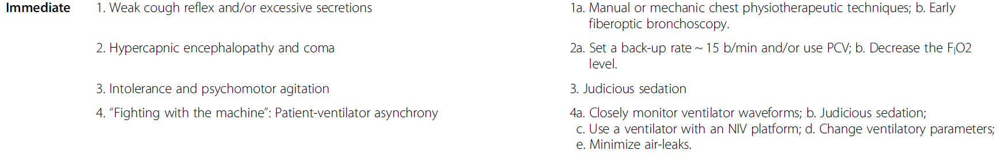 Immediate 1. Weak cough reflex and/or excessive secretions 1a. Manual or mechanic chest physiotherapeutic techniques; b. Early
fiberoptic bronchoscopy.
2. Hypercapnic encephalopathy and coma 2a. Set a back-up rate ~ 15 b/min and/or use PCV; b. Decrease the FiO2
level.
3. Intolerance and psychomotor agitation 3. Judicious sedation
4. “Fighting with the machine”: Patient-ventilator asynchrony 4a. Closely monitor ventilator waveforms; b. Judicious sedation;
c. Use a ventilator with an NIV platform; d. Change ventilatory parameters;
e. Minimize air-leaks.